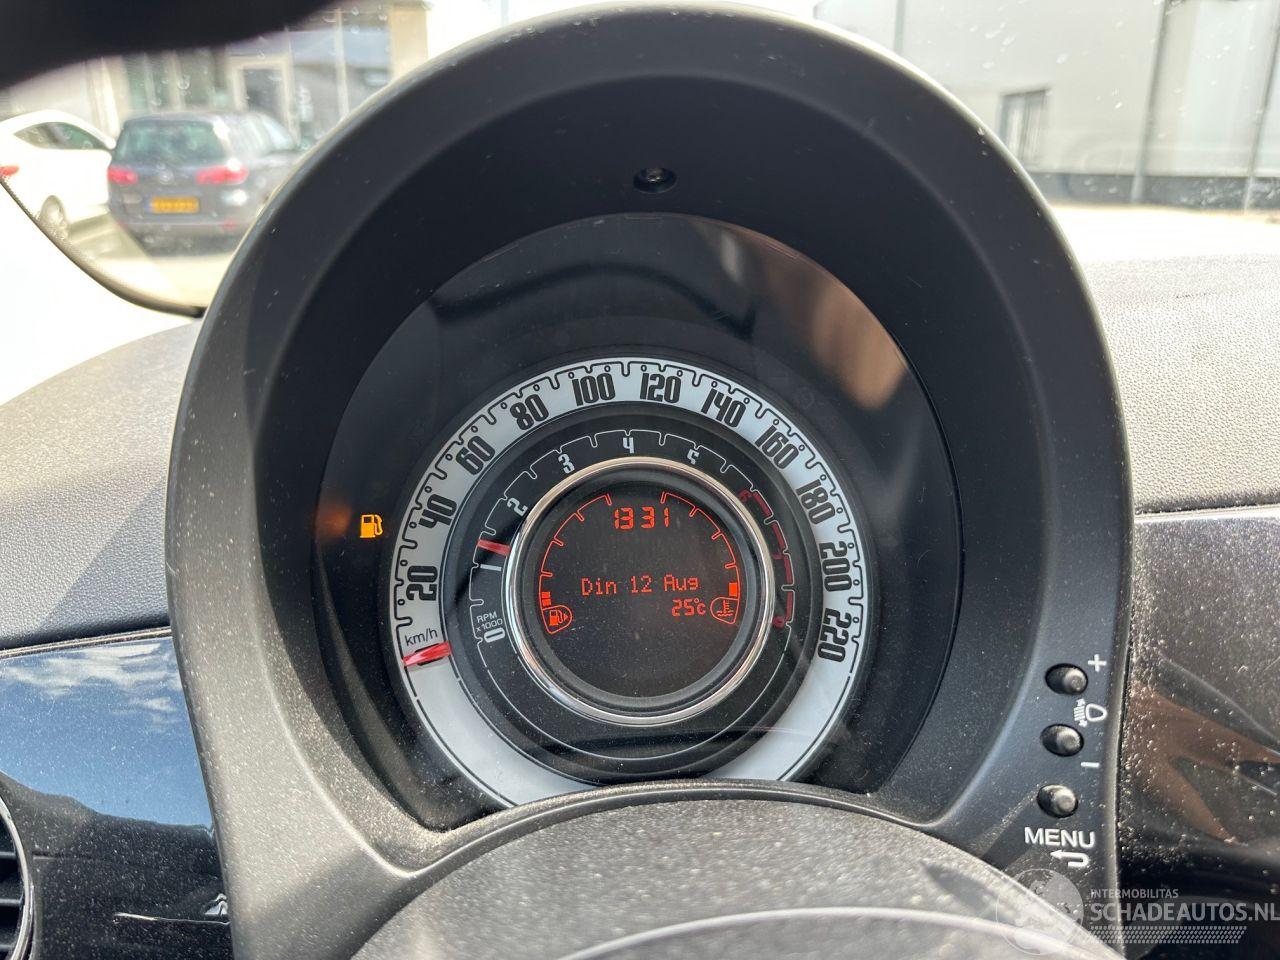 20 40 60 80 100 120 140 160 180 200 220
km/h
0 1 2 3 4 5 6 7 8
RPM
x1000
13 31
Din 12 Aug
25°c
+
−
MENU
INTERMOBILITAS
SCHADEAUTOS.NL